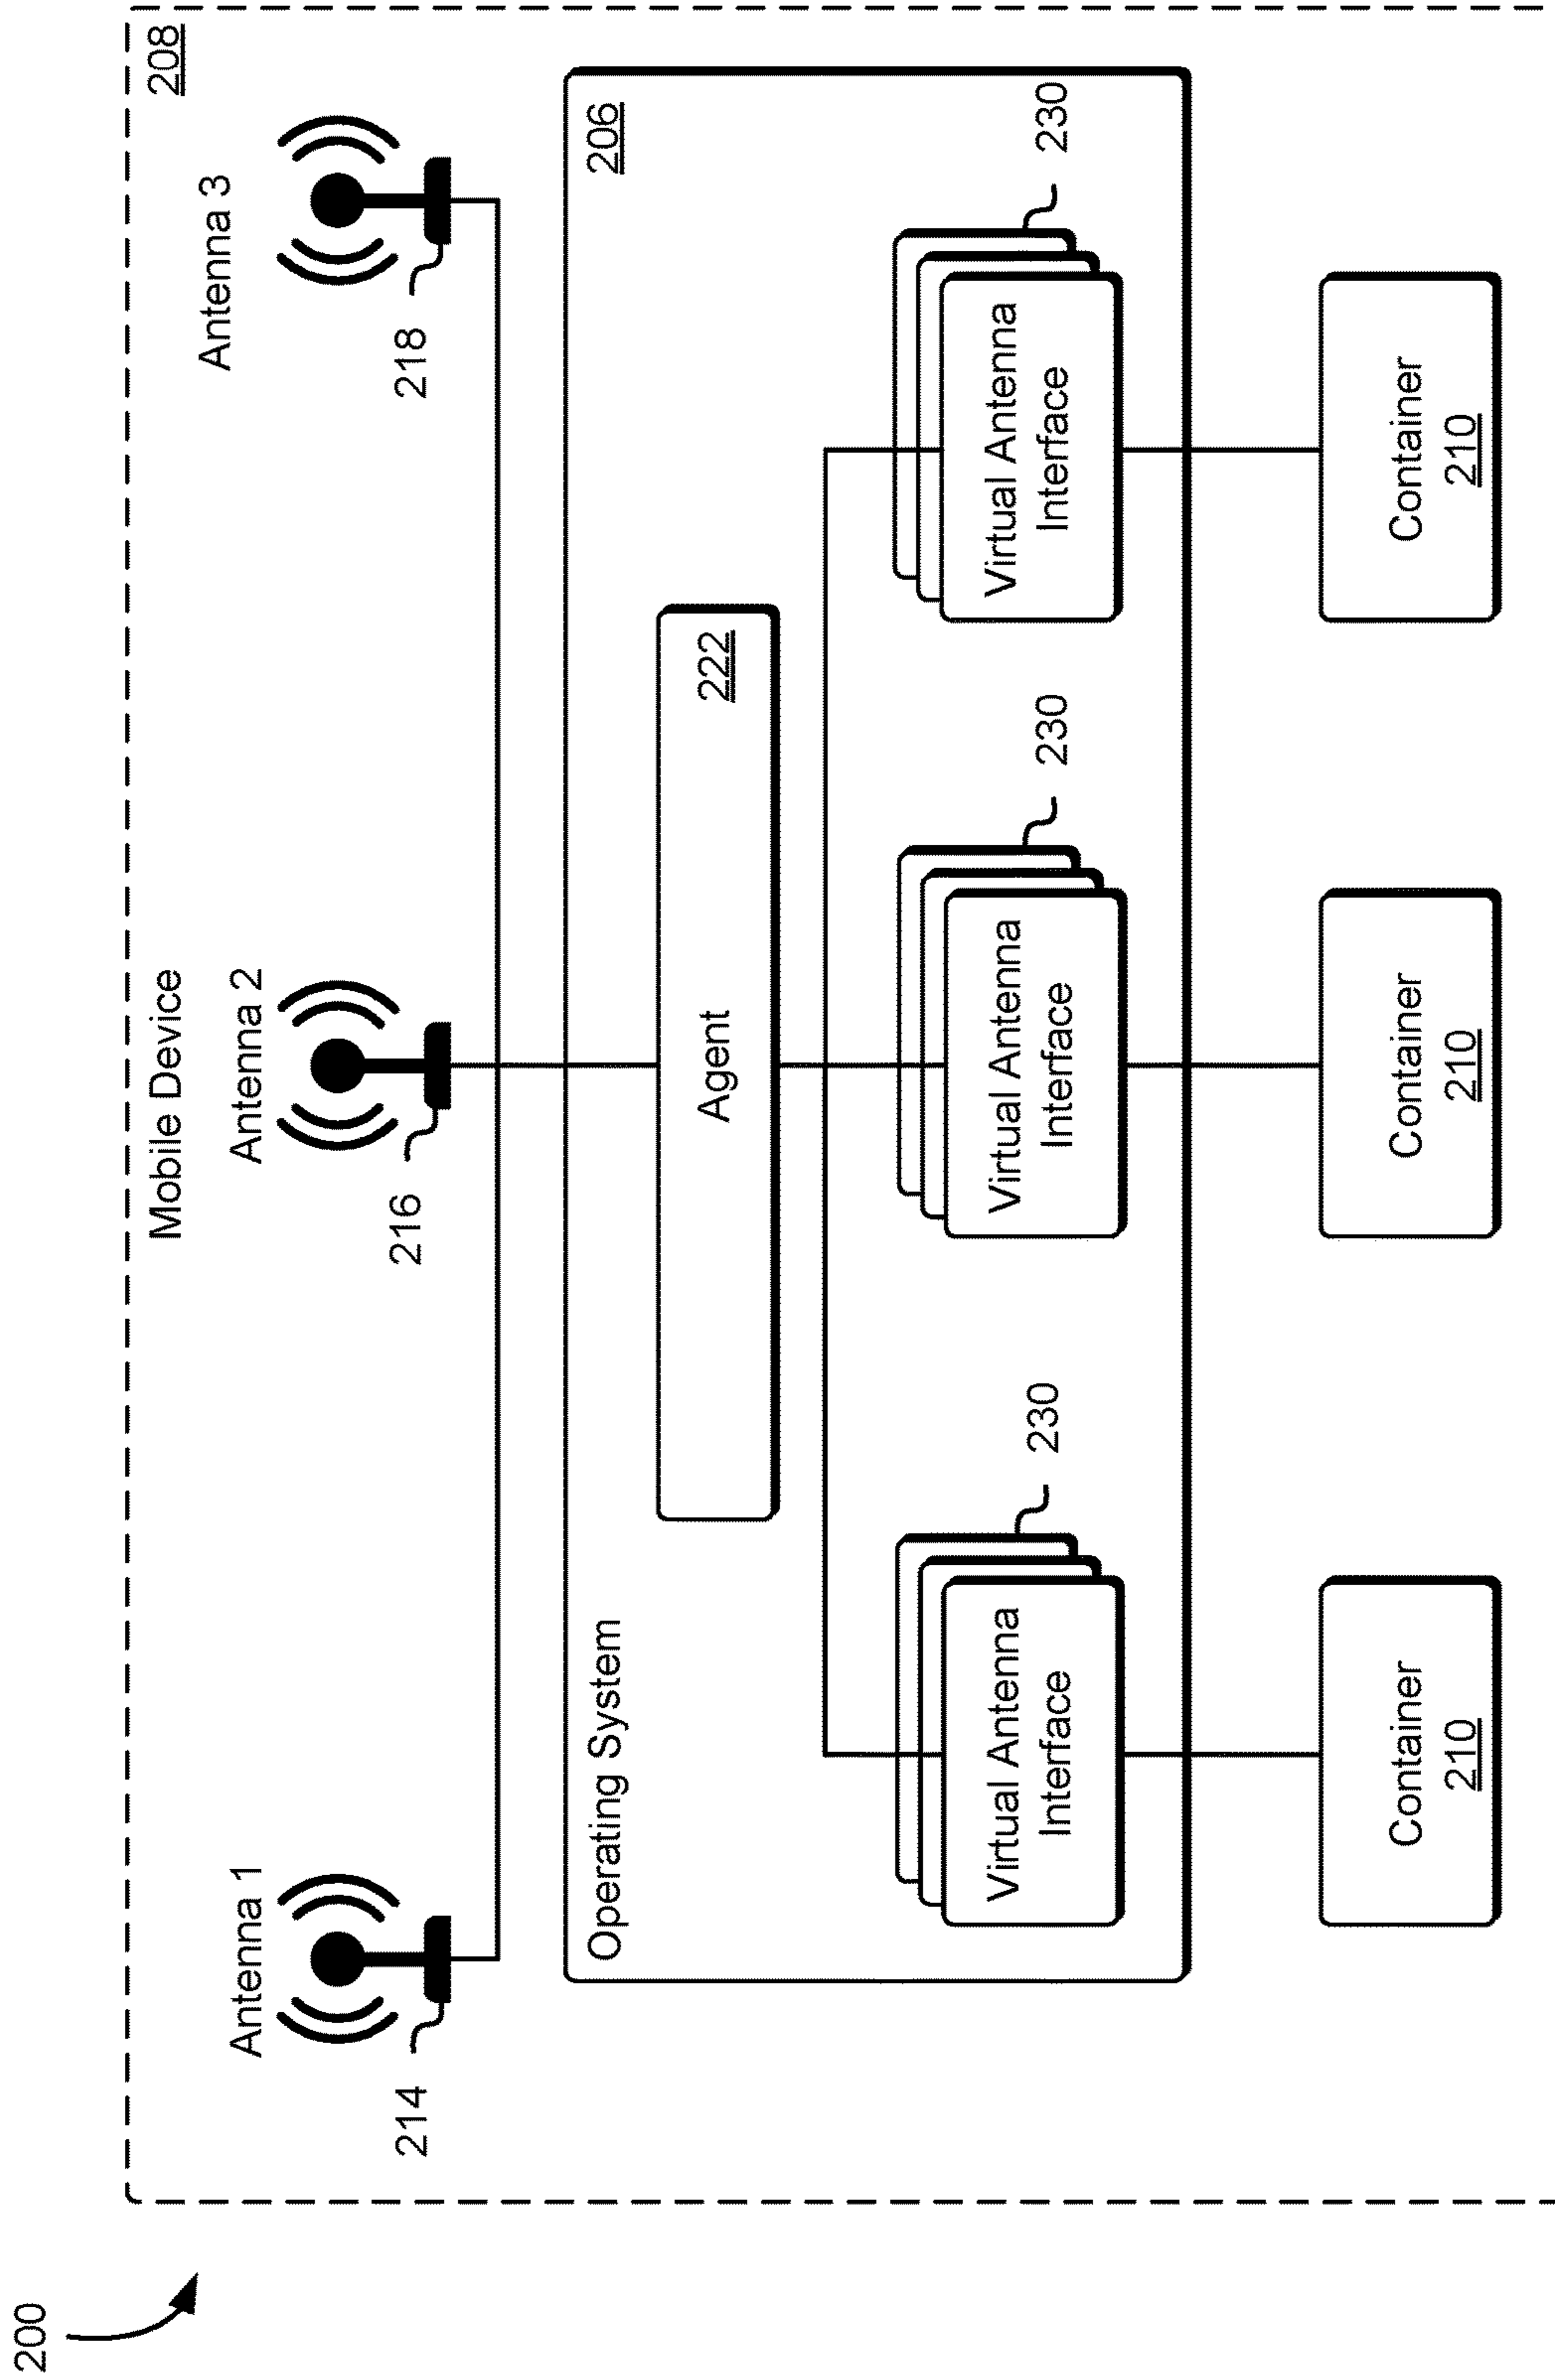 200
Mobile Device
208
Antenna 1
Antenna 2
Antenna 3
214
216
218
Operating System
206
Agent
222
230
230
230
Virtual Antenna
Interface
Virtual Antenna
Interface
Virtual Antenna
Interface
Container
210
Container
210
Container
210